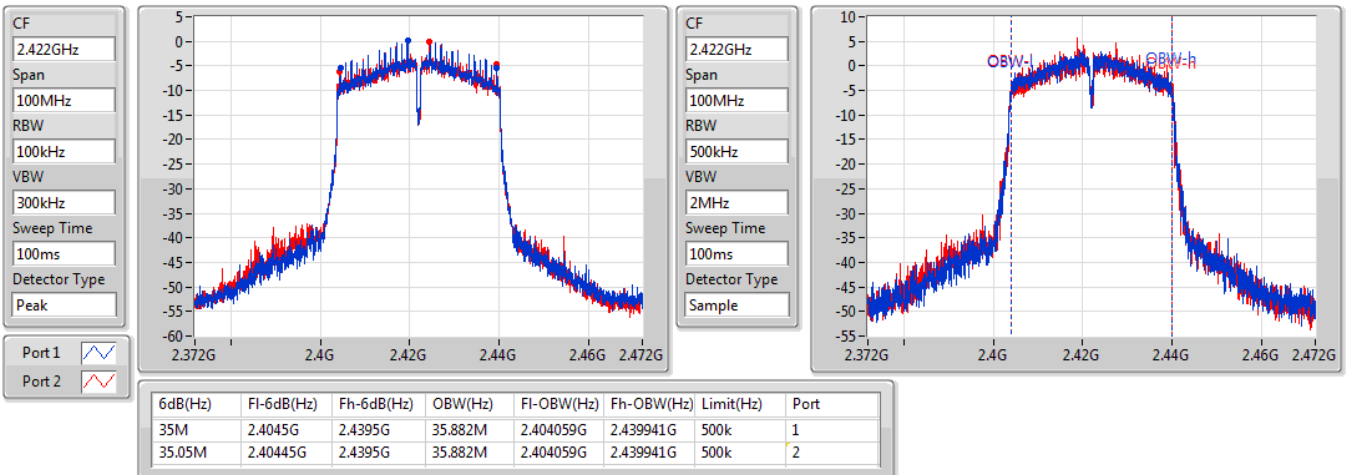 CF
2.422GHz
Span
100MHz
RBW
100kHz
VBW
300kHz
Sweep Time
100ms
Detector Type
Peak
Port 1
Port 2
5
0
-5
-10
-15
-20
-25
-30
-35
-40
-45
-50
-55
-60
2.372G 2.4G 2.42G 2.44G 2.46G 2.472G
CF
2.422GHz
Span
100MHz
RBW
500kHz
VBW
2MHz
Sweep Time
100ms
Detector Type
Sample
10
5
0
-5
-10
-15
-20
-25
-30
-35
-40
-45
-50
-55
OBW-l OBW-h
2.372G 2.4G 2.42G 2.44G 2.46G 2.472G
6dB(Hz) Fl-6dB(Hz) Fh-6dB(Hz) OBW(Hz) Fl-OBW(Hz) Fh-OBW(Hz) Limit(Hz) Port
35M 2.4045G 2.4395G 35.882M 2.404059G 2.439941G 500k 1
35.05M 2.40445G 2.4395G 35.882M 2.404059G 2.439941G 500k 2